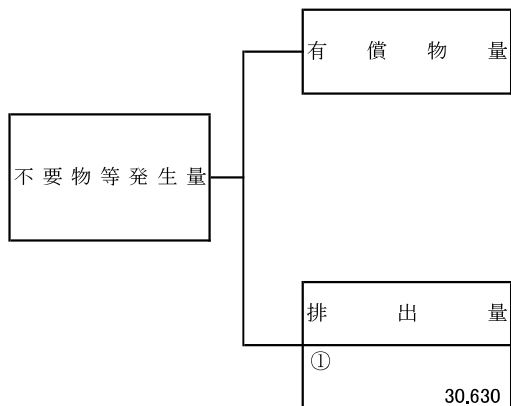 有償物量
不要物等発生量
排出量
①
30.630